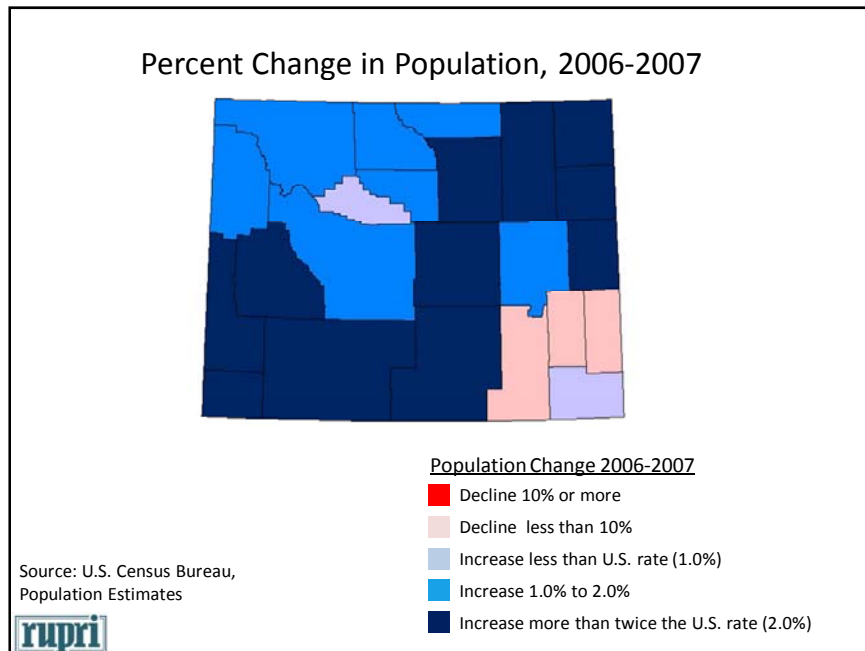 Percent Change in Population, 2006-2007
Population Change 2006-2007
Decline 10% or more
Decline less than 10%
Increase less than U.S. rate (1.0%)
Increase 1.0% to 2.0%
Increase more than twice the U.S. rate (2.0%)
Source: U.S. Census Bureau,
Population Estimates
rupri